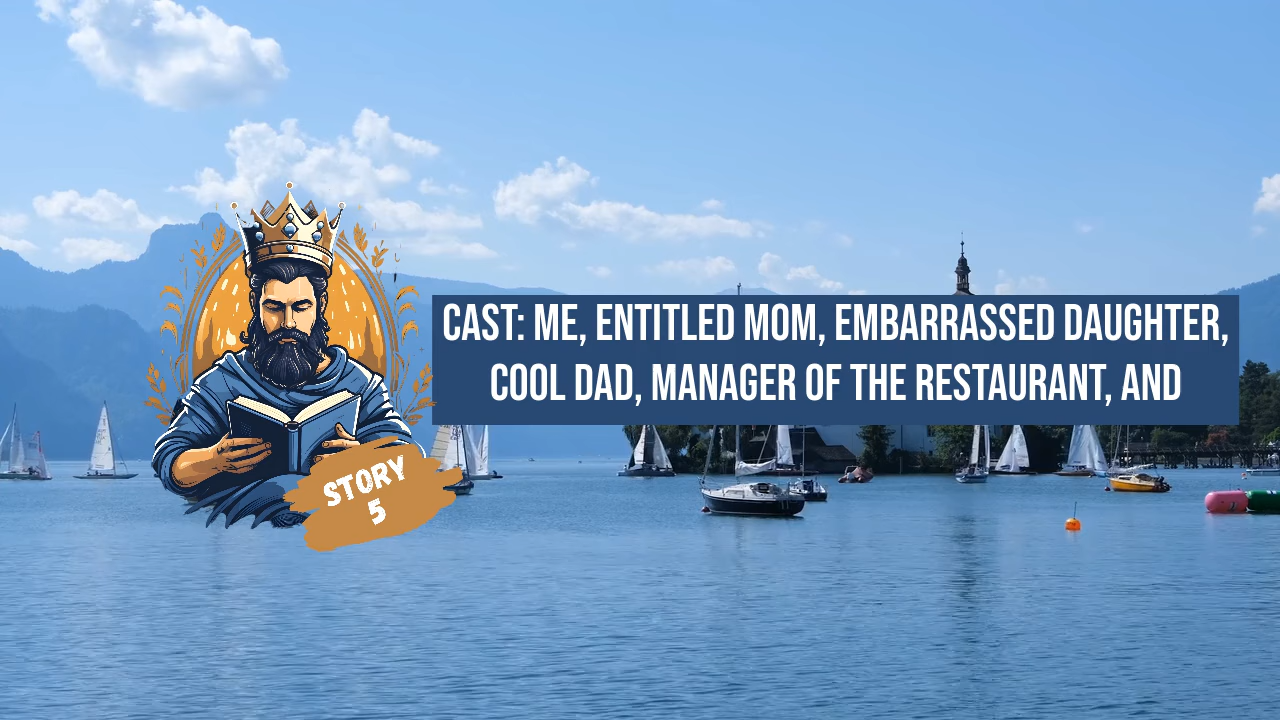 CAST: ME, ENTITLED MOM, EMBARRASSED DAUGHTER,
COOL DAD, MANAGER OF THE RESTAURANT, AND
STORY
5